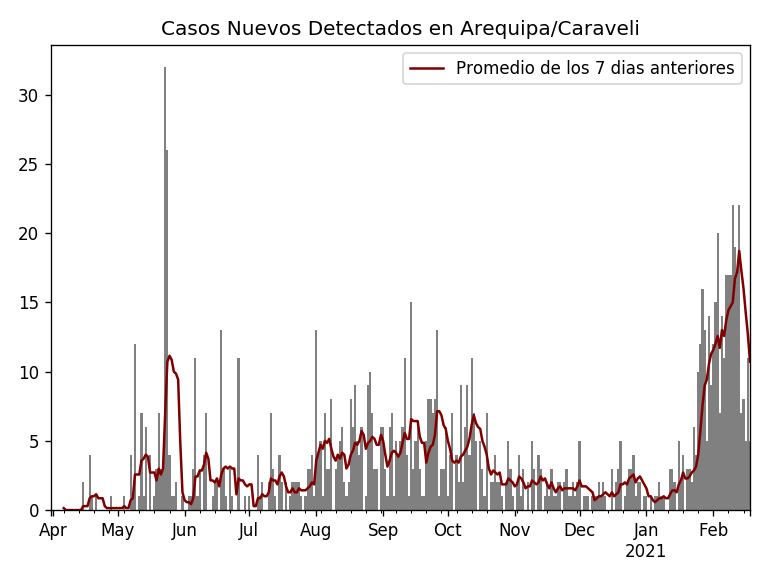 Casos Nuevos Detectados en Arequipa/Caraveli
Promedio de los 7 dias anteriores
30
25
20
15
10
5
0
Apr May Jun Jul Aug Sep Oct Nov Dec Jan Feb
2021